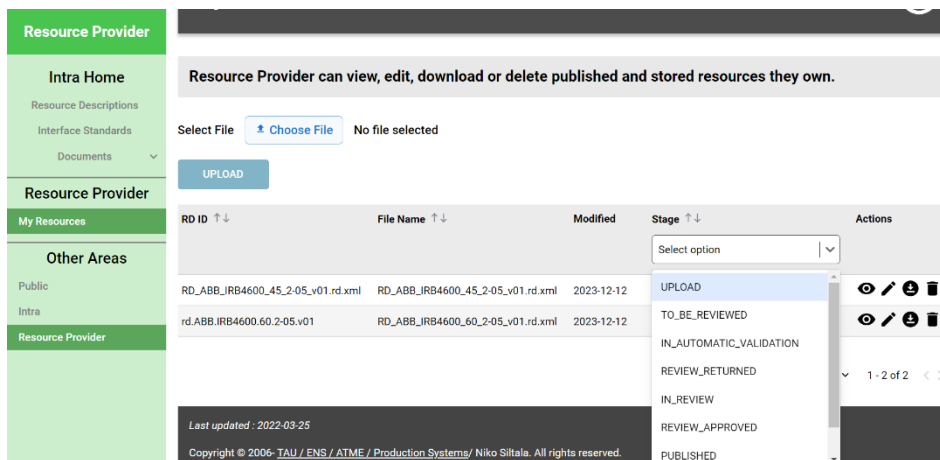 Resource Provider
Intra Home
Resource Descriptions
Interface Standards
Documents
Resource Provider
My Resources
Other Areas
Public
Intra
Resource Provider
Resource Provider can view, edit, download or delete published and stored resources they own.
Select File Choose File No file selected
UPLOAD
RD ID ↑↓ File Name ↑↓ Modified Stage ↑↓ Actions
Select option
RD_ABB_IRB4600_45_2-05_v01.rd.xml RD_ABB_IRB4600_45_2-05_v01.rd.xml 2023-12-12
rd.ABB.IRB4600.60.2-05.v01 RD_ABB_IRB4600_60_2-05_v01.rd.xml 2023-12-12
UPLOAD
TO_BE_REVIEWED
IN_AUTOMATIC_VALIDATION
REVIEW_RETURNED
IN_REVIEW
REVIEW_APPROVED
PUBLISHED
1 - 2 of 2
Last updated : 2022-03-25
Copyright © 2006- TAU / ENS / ATME / Production Systems/ Niko Siltala. All rights reserved.